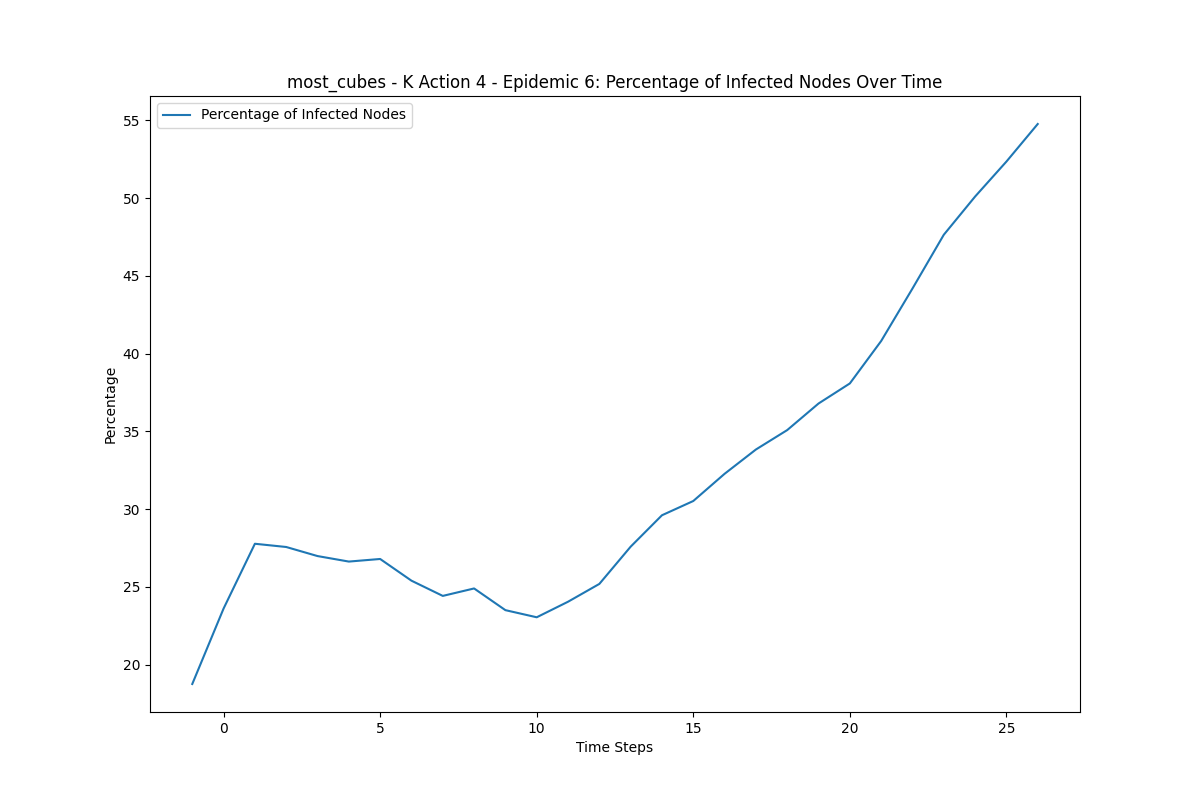 most_cubes - K Action 4 - Epidemic 6: Percentage of Infected Nodes Over Time
Percentage of Infected Nodes
55
50
45
40
35
30
25
20
Percentage
0 5 10 15 20 25
Time Steps